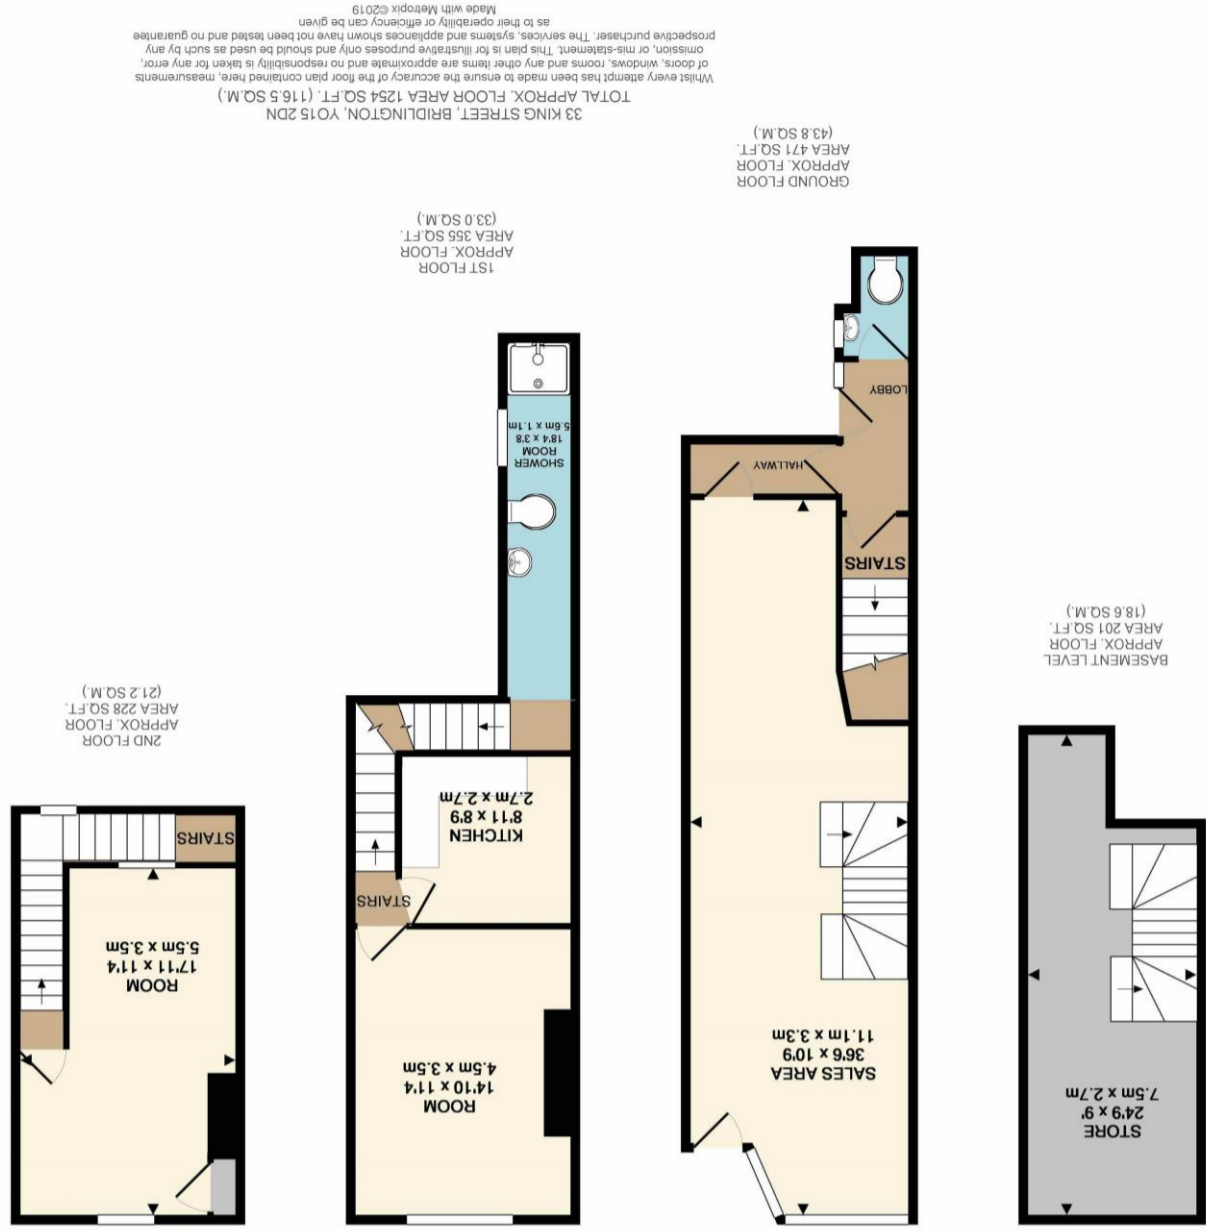 BASEMENT LEVEL
APPROX. FLOOR
AREA 201 SQ.FT.
(18.6 SQ.M.)
STORE
24'9 x 9'
7.5m x 2.7m
GROUND FLOOR
APPROX. FLOOR
AREA 471 SQ.FT.
(43.8 SQ.M.)
SALES AREA
36'6 x 10'9
11.1m x 3.3m
STAIRS
HALLWAY
LOBBY
1ST FLOOR
APPROX. FLOOR
AREA 355 SQ.FT.
(33.0 SQ.M.)
ROOM
14'10 x 11'4
4.5m x 3.5m
STAIRS
KITCHEN
8'11 x 8'9
2.7m x 2.7m
SHOWER
ROOM
18'4 x 3'8
5.6m x 1.1m
2ND FLOOR
APPROX. FLOOR
AREA 228 SQ.FT.
(21.2 SQ.M.)
ROOM
17'11 x 11'4
5.5m x 3.5m
STAIRS
33 KING STREET, BRIDLINGTON, YO15 2DN
TOTAL APPROX. FLOOR AREA 1254 SQ.FT. (116.5 SQ.M.)
Whilst every attempt has been made to ensure the accuracy of the floor plan contained here, measurements
of doors, windows, rooms and any other items are approximate and no responsibility is taken for any error,
omission, or mis-statement. This plan is for illustrative purposes only and should be used as such by any
prospective purchaser. The services, systems and appliances shown have not been tested and no guarantee
as to their operability or efficiency can be given
Made with Metropix ©2019